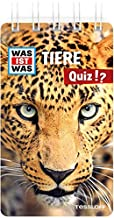 WAS IST WAS
TIERE
Quiz!?
TESSLOFF